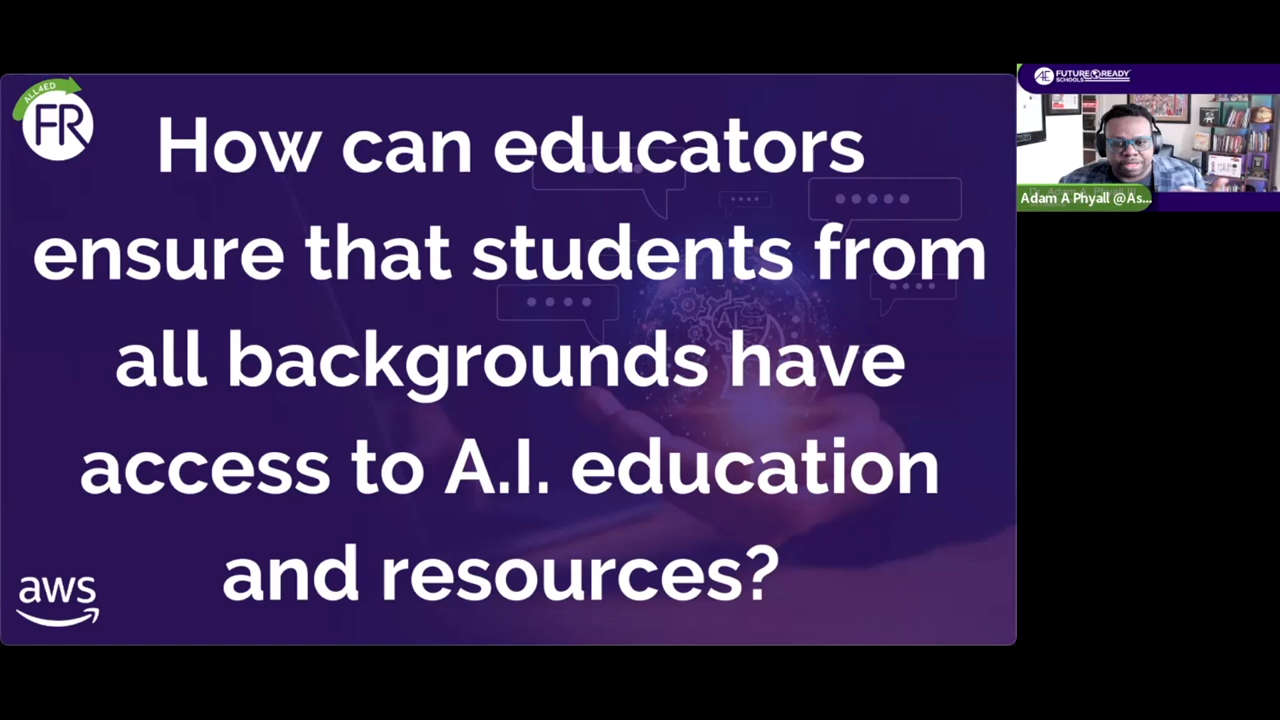 ALL4ED
FR
How can educators
ensure that students from
all backgrounds have
access to A.I. education
and resources?
aws
FUTURE READY
SCHOOLS
Adam A Phyall @As...
AI